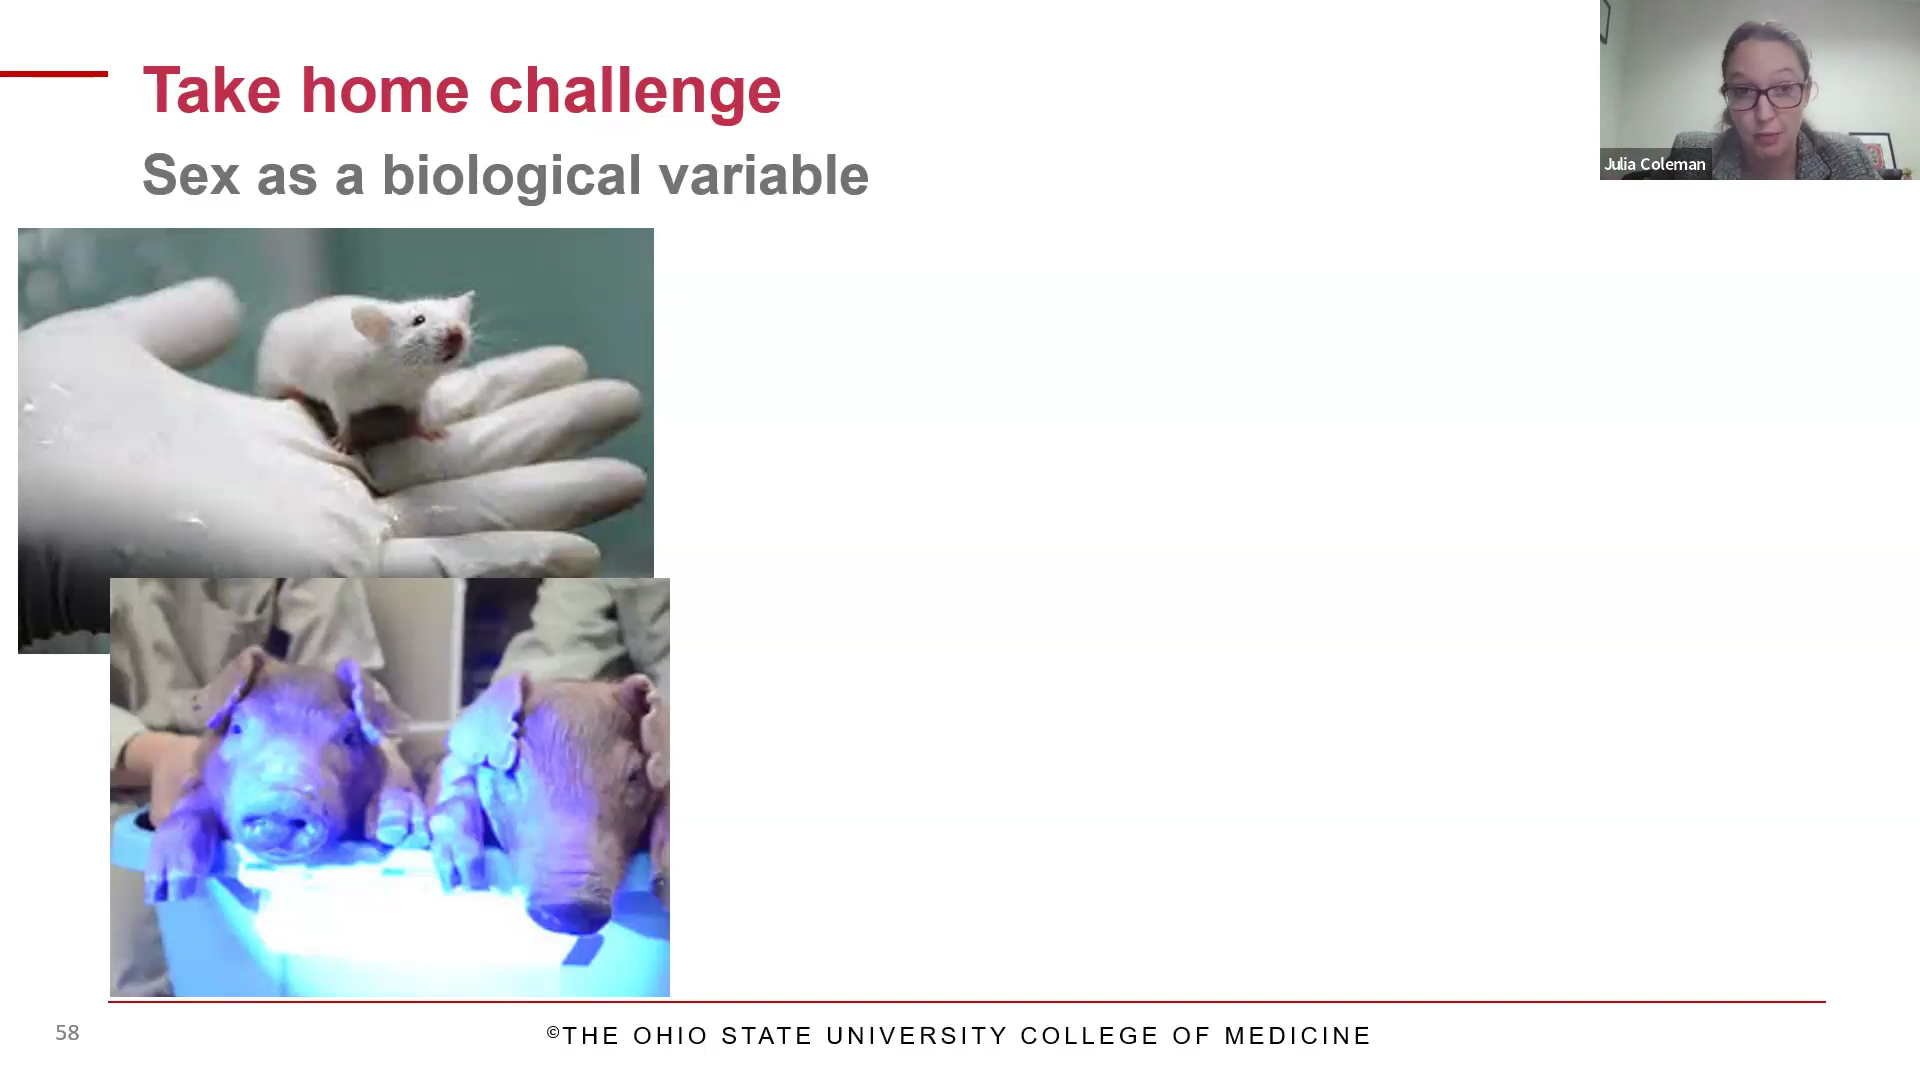 Take home challenge
Sex as a biological variable
Julia Coleman
58
©THE OHIO STATE UNIVERSITY COLLEGE OF MEDICINE